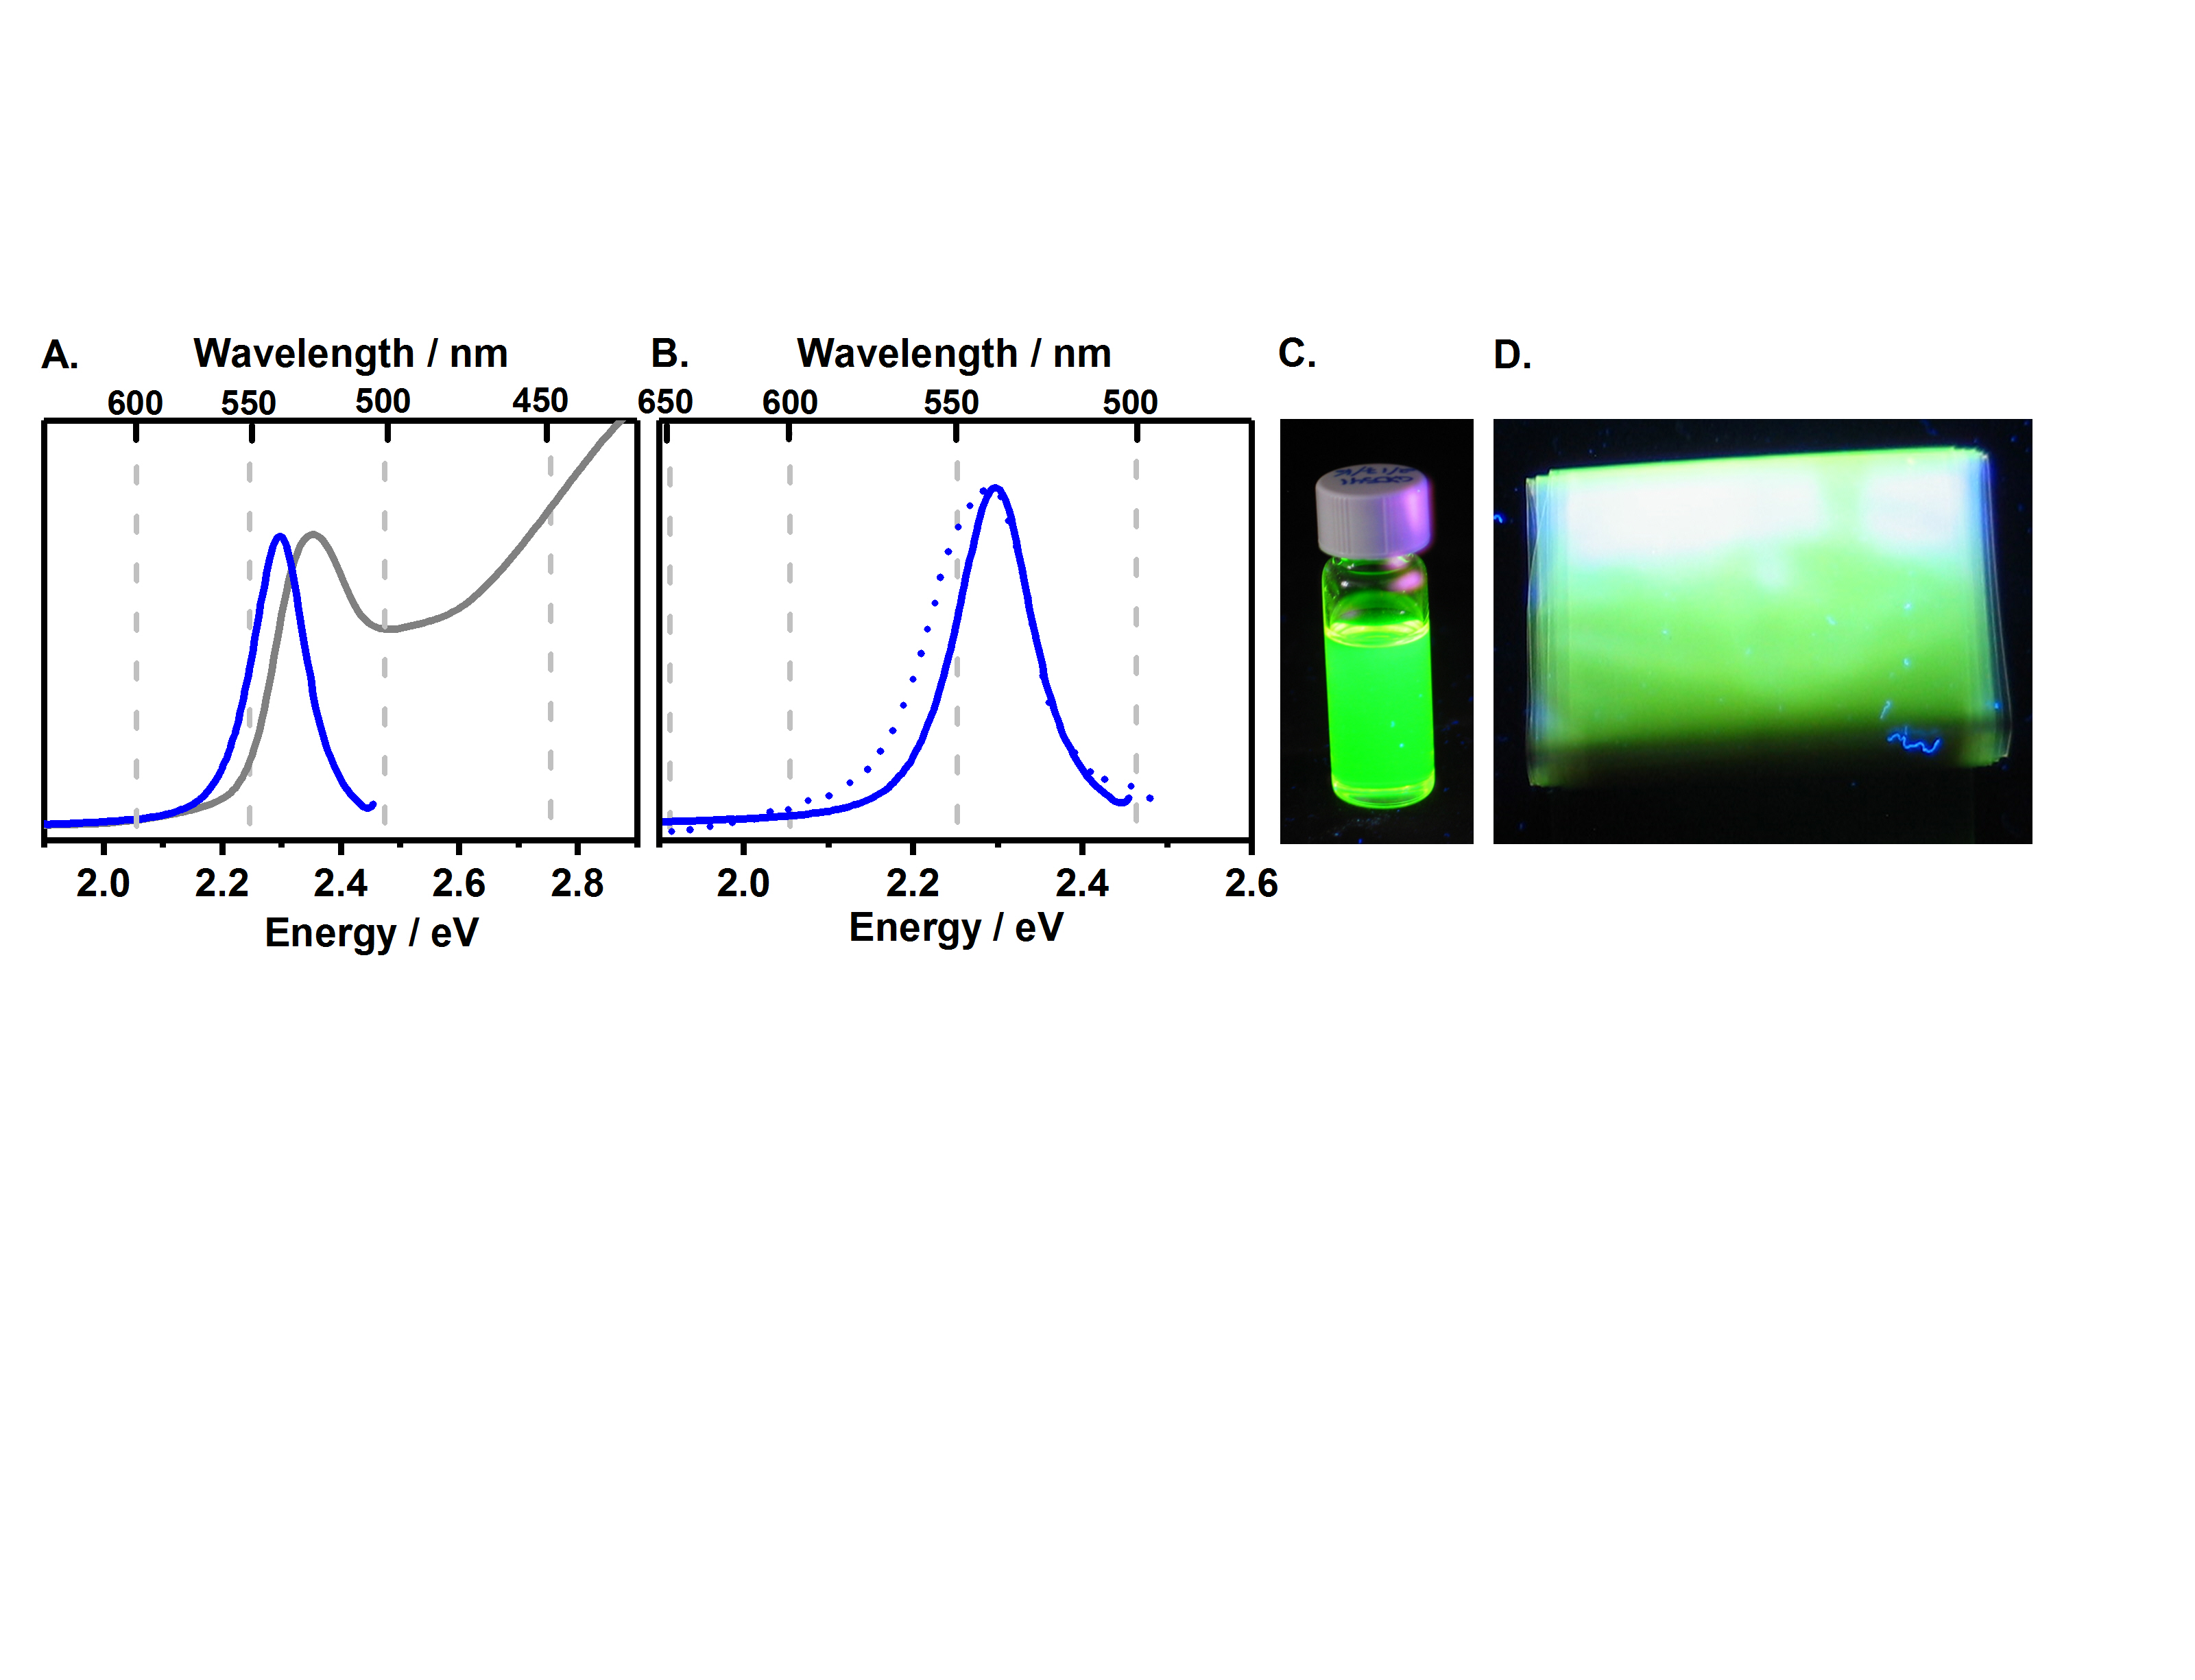 A.
Wavelength / nm
600 550 500 450
2.0 2.2 2.4 2.6 2.8
Energy / eV
B.
Wavelength / nm
650 600 550 500
2.0 2.2 2.4 2.6
Energy / eV
C.
D.